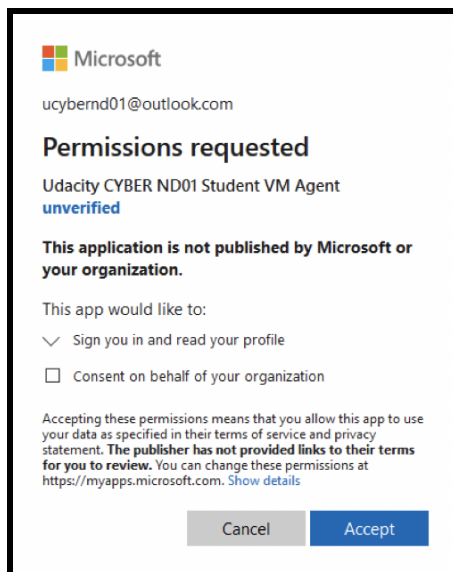 Microsoft
ucybernd01@outlook.com
Permissions requested
Udacity CYBER ND01 Student VM Agent
unverified
This application is not published by Microsoft or
your organization.
This app would like to:
Sign you in and read your profile
Consent on behalf of your organization
Accepting these permissions means that you allow this app to use
your data as specified in their terms of service and privacy
statement. The publisher has not provided links to their terms
for you to review. You can change these permissions at
https://myapps.microsoft.com. Show details
Cancel Accept